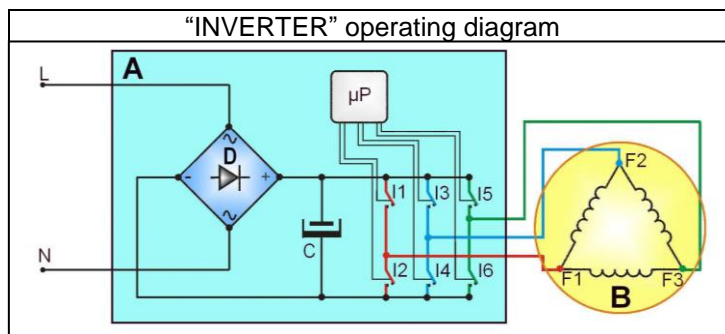 “INVERTER” operating diagram
A
L
µP
D
~
~
-
+
C
I1
I3
I5
I2
I4
I6
N
F2
F1
F3
B